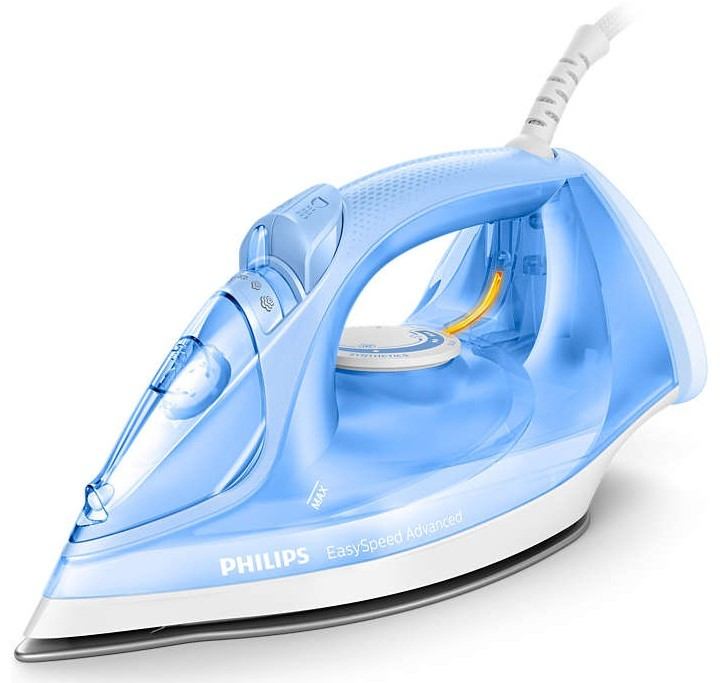 SYNTHETICS
MAX
PHILIPS EasySpeed Advanced